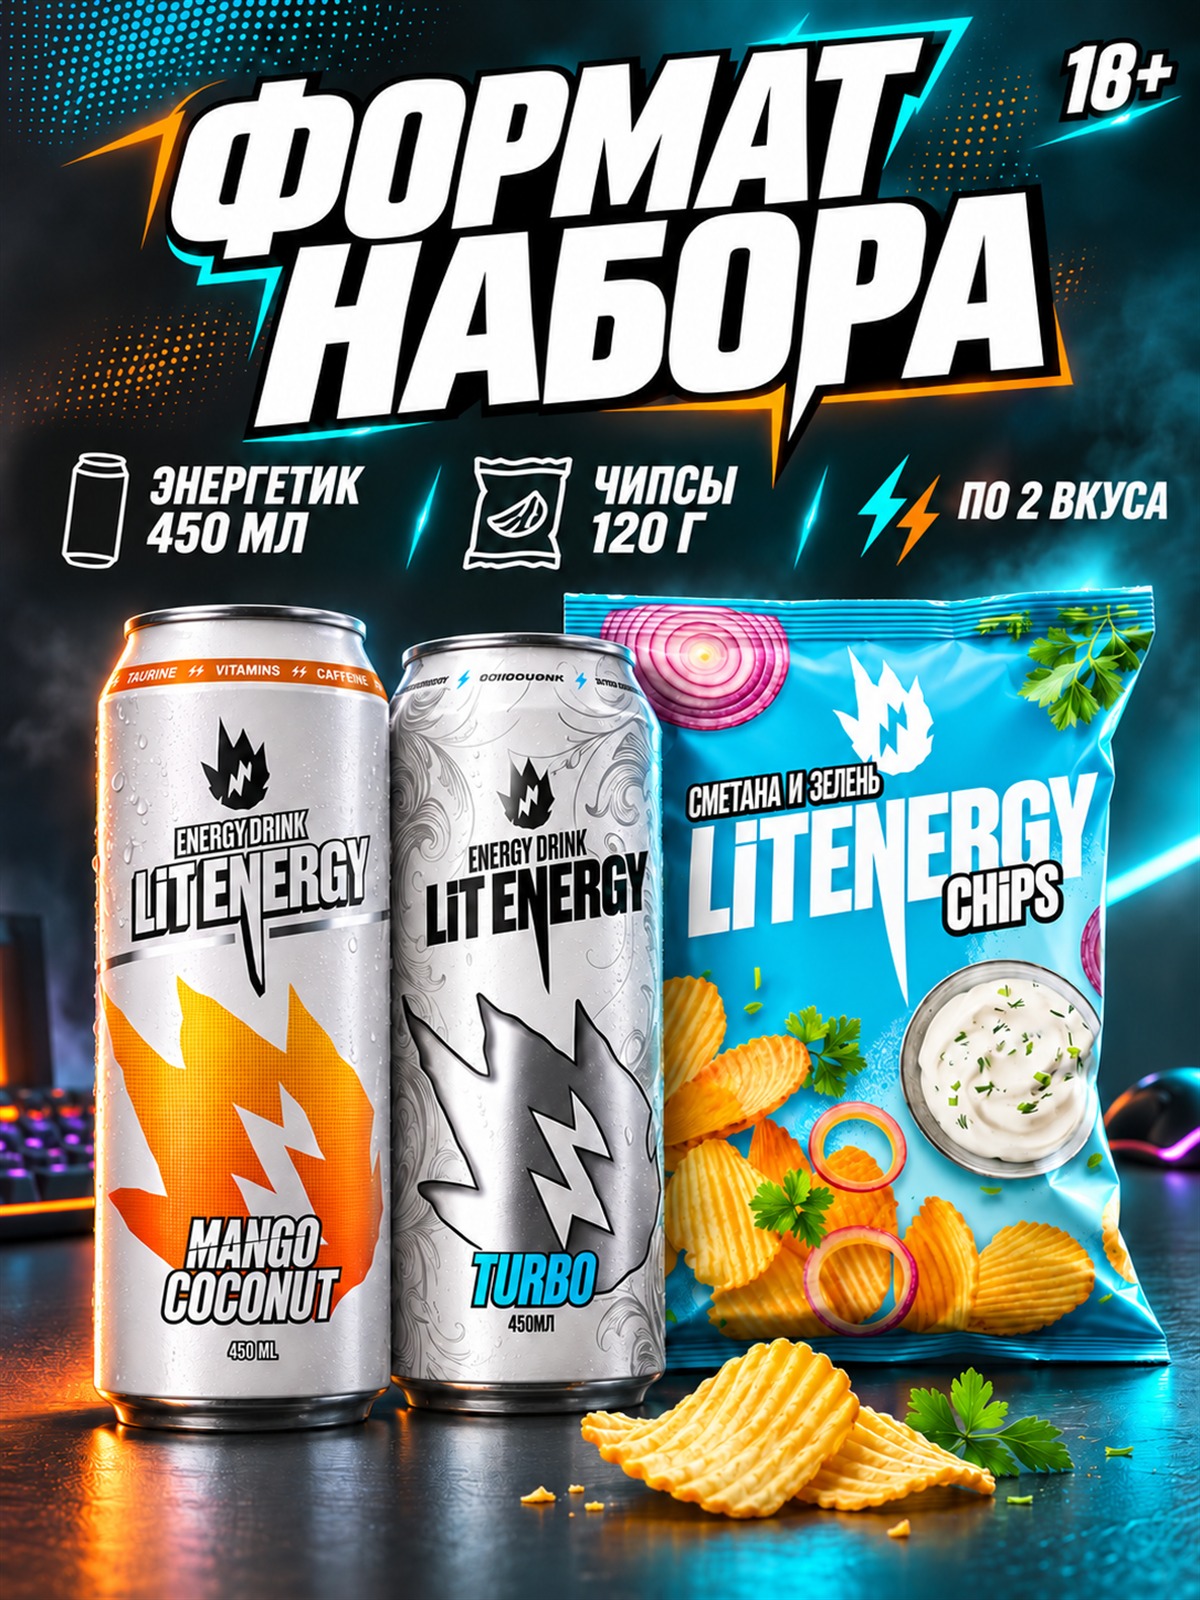 ФОРМАТ
НАБОРА
18+
ЭНЕРГЕТИК
450 МЛ
ЧИПСЫ
120 Г
ПО 2 ВКУСА
TAURINE VITAMINS CAFFEINE
ENERGY DRINK
LiT ENERGY
MANGO
COCONUT
450 ML
ENERGY DRINK
LiT ENERGY
TURBO
450МЛ
СМЕТАНА И ЗЕЛЕНЬ
LiTENERGY
CHiPS